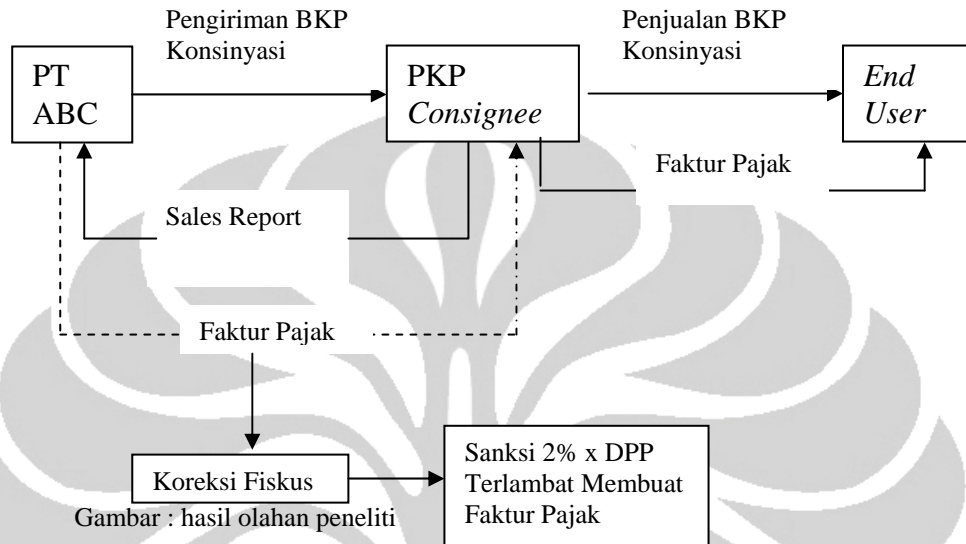 Pengiriman BKP
Konsinyasi
Penjualan BKP
Konsinyasi
PT
ABC
PKP
Consignee
End
User
Faktur Pajak
Sales Report
Faktur Pajak
Koreksi Fiskus
Sanksi 2% x DPP
Terlambat Membuat
Faktur Pajak
Gambar : hasil olahan peneliti